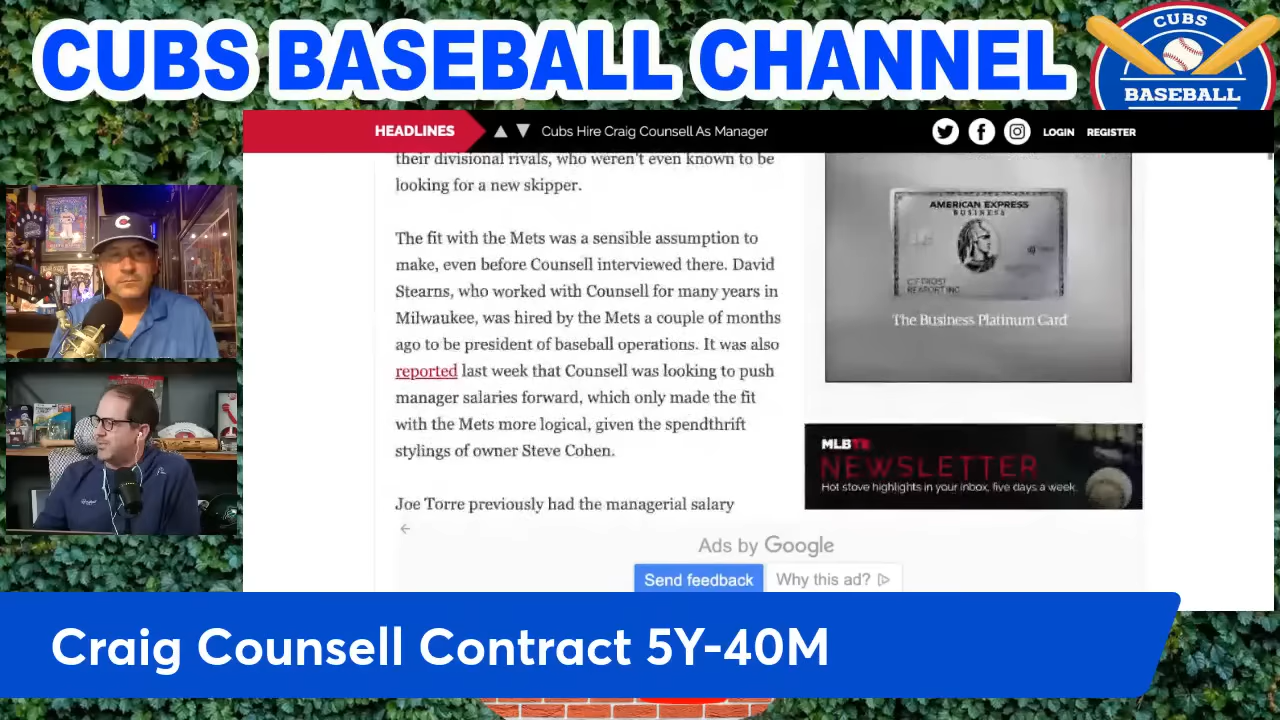 CUBS BASEBALL CHANNEL
CUBS
BASEBALL
HEADLINES
Cubs Hire Craig Counsell As Manager
LOGIN
REGISTER
their divisional rivals, who weren't even known to be
looking for a new skipper.
The fit with the Mets was a sensible assumption to
make, even before Counsell interviewed there. David
Stearns, who worked with Counsell for many years in
Milwaukee, was hired by the Mets a couple of months
ago to be president of baseball operations. It was also
reported last week that Counsell was looking to push
manager salaries forward, which only made the fit
with the Mets more logical, given the spendthrift
stylings of owner Steve Cohen.
Joe Torre previously had the managerial salary
AMERICAN EXPRESS
BUSINESS
The Business Platinum Card
MLBTR
NEWSLETTER
Hot stove highlights in your inbox, five days a week.
Ads by Google
Send feedback
Why this ad?
Craig Counsell Contract 5Y-40M